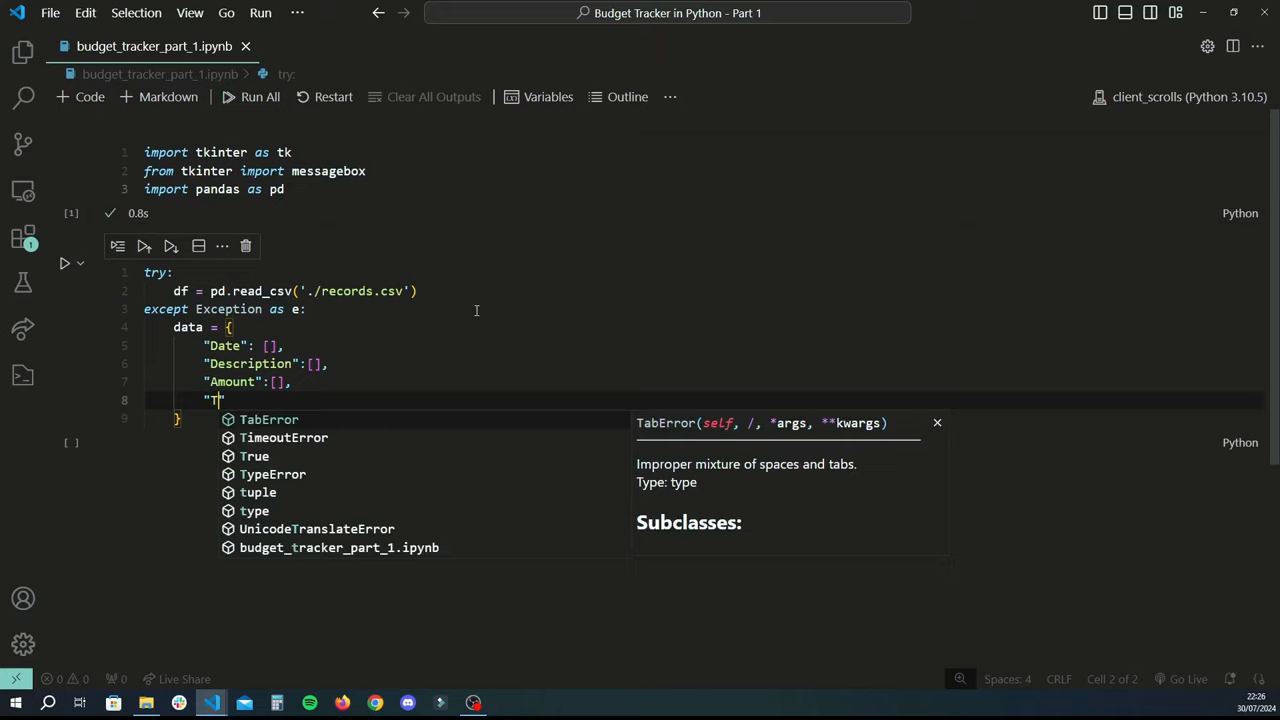 File Edit Selection View Go Run ··· Budget Tracker in Python - Part 1
budget_tracker_part_1.ipynb
budget_tracker_part_1.ipynb > try:
+ Code + Markdown Run All Restart Clear All Outputs Variables Outline ··· client_scrolls (Python 3.10.5)
1 import tkinter as tk
2 from tkinter import messagebox
3 import pandas as pd
[1] 0.8s Python
1 try:
2 df = pd.read_csv('./records.csv')
3 except Exception as e:
4 data = {
5 "Date": [],
6 "Description":[],
7 "Amount":[],
8 "T"
9 }
TabError
TimeoutError
True
TypeError
tuple
type
UnicodeTranslateError
budget_tracker_part_1.ipynb
TabError(self, /, *args, **kwargs)
Improper mixture of spaces and tabs.
Type: type
Subclasses:
[ ] Python
1
0 0 0 Live Share Spaces: 4 CRLF Cell 2 of 2 Go Live
22:26
30/07/2024